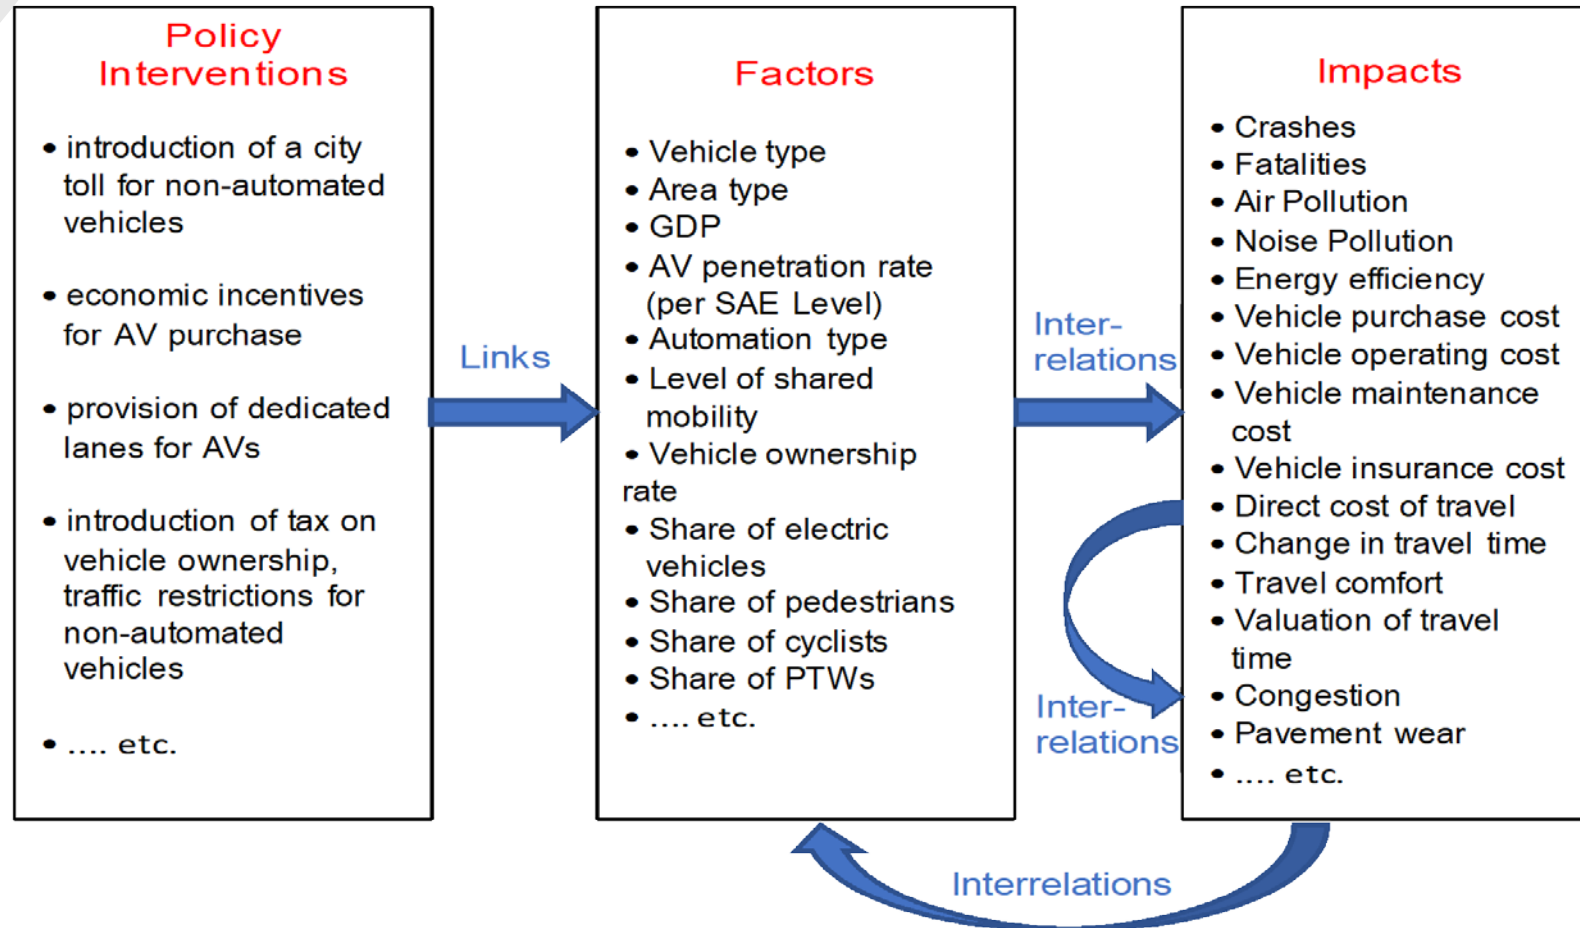 Policy
Interventions
• introduction of a city
toll for non-automated
vehicles
• economic incentives
for AV purchase
• provision of dedicated
lanes for AVs
• introduction of tax on
vehicle ownership,
traffic restrictions for
non-automated
vehicles
• .... etc.
Links
Factors
• Vehicle type
• Area type
• GDP
• AV penetration rate
(per SAE Level)
• Automation type
• Level of shared
mobility
• Vehicle ownership
rate
• Share of electric
vehicles
• Share of pedestrians
• Share of cyclists
• Share of PTWs
• .... etc.
Inter-
relations
Inter-
relations
Impacts
• Crashes
• Fatalities
• Air Pollution
• Noise Pollution
• Energy efficiency
• Vehicle purchase cost
• Vehicle operating cost
• Vehicle maintenance
cost
• Vehicle insurance cost
• Direct cost of travel
• Change in travel time
• Travel comfort
• Valuation of travel
time
• Congestion
• Pavement wear
• .... etc.
Interrelations